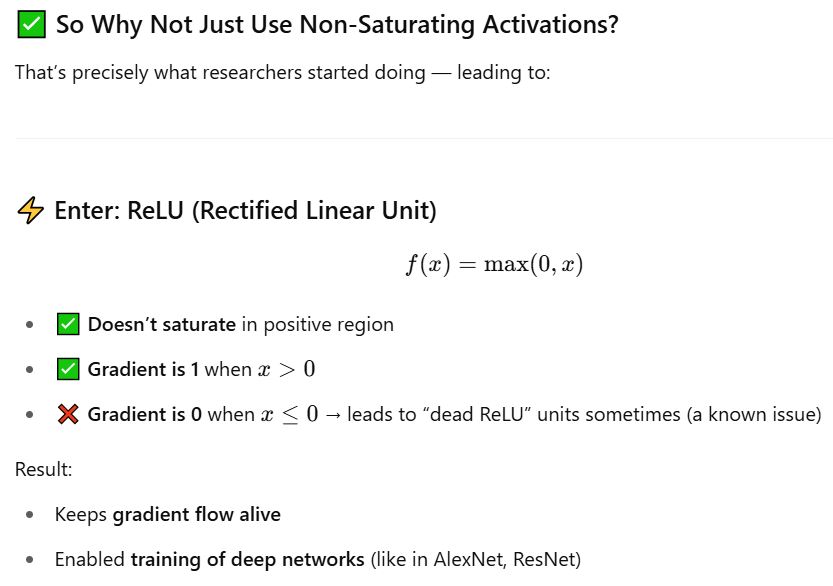 ✅ So Why Not Just Use Non-Saturating Activations?
That’s precisely what researchers started doing — leading to:
⚡ Enter: ReLU (Rectified Linear Unit)
f(x) = max(0, x)
• ✅ Doesn’t saturate in positive region
• ✅ Gradient is 1 when x > 0
• ❌ Gradient is 0 when x ≤ 0 → leads to “dead ReLU” units sometimes (a known issue)
Result:
• Keeps gradient flow alive
• Enabled training of deep networks (like in AlexNet, ResNet)